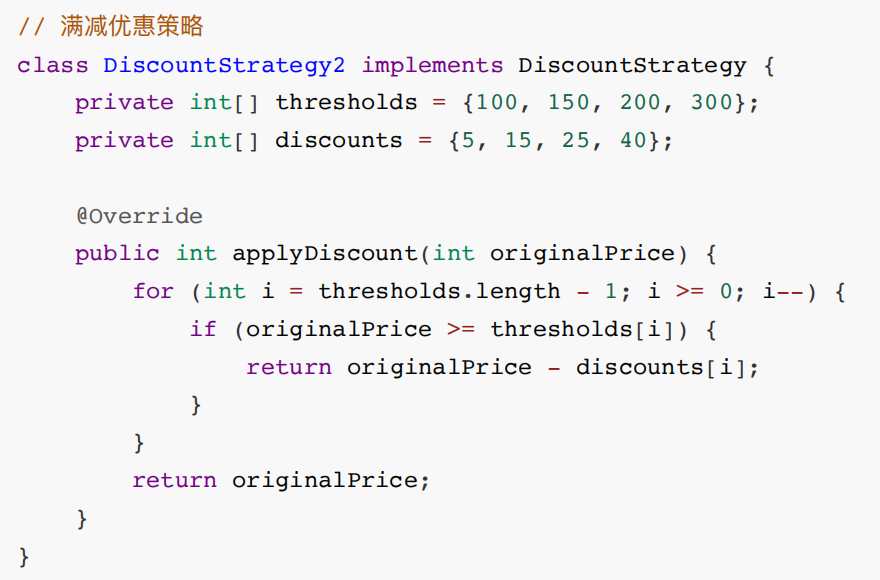 // 满减优惠策略
class DiscountStrategy2 implements DiscountStrategy {
    private int[] thresholds = {100, 150, 200, 300};
    private int[] discounts = {5, 15, 25, 40};

    @Override
    public int applyDiscount(int originalPrice) {
        for (int i = thresholds.length - 1; i >= 0; i--) {
            if (originalPrice >= thresholds[i]) {
                return originalPrice - discounts[i];
            }
        }
        return originalPrice;
    }
}